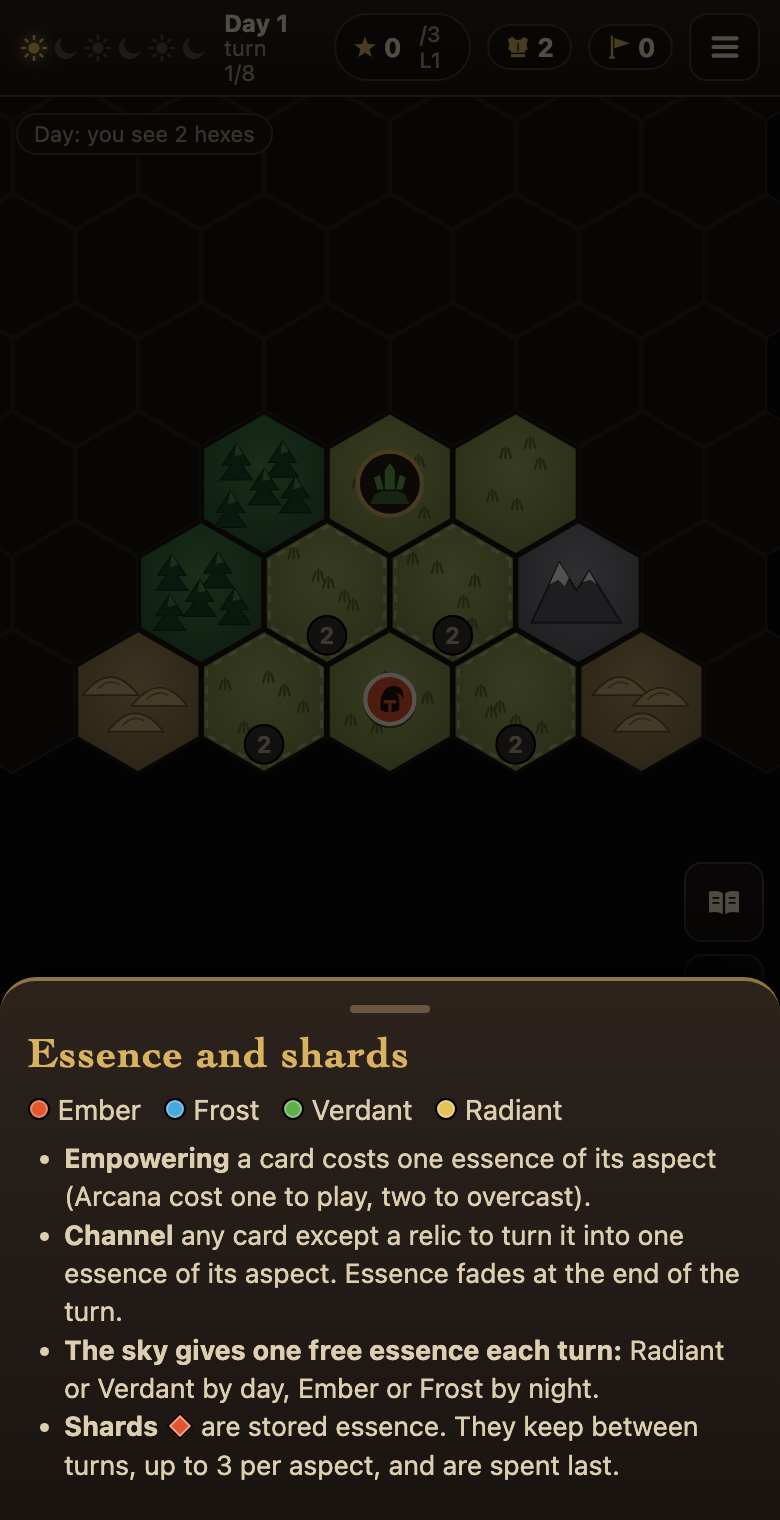 Day 1
turn
1/8
0
/3
L1
2
0
Day: you see 2 hexes
2
2
2
2
Essence and shards
Ember Frost Verdant Radiant
• Empowering a card costs one essence of its aspect
(Arcana cost one to play, two to overcast).
• Channel any card except a relic to turn it into one
essence of its aspect. Essence fades at the end of the
turn.
• The sky gives one free essence each turn: Radiant
or Verdant by day, Ember or Frost by night.
• Shards are stored essence. They keep between
turns, up to 3 per aspect, and are spent last.